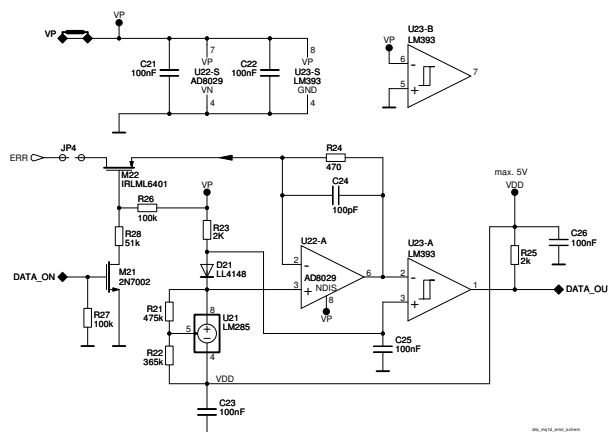 VP
VP
C21
100nF
7
VP
U22-S
AD8029
VN
4
C22
100nF
8
VP
U23-S
LM393
GND
4
U23-B
LM393
VP
6
5
7
ERR
JP4
M22
IRLML6401
R24
470
C24
100pF
R26
100k
VP
R23
2K
R28
51k
D21
LL4148
DATA_ON
M21
2N7002
R27
100k
R21
475k
R22
365k
U21
LM285
8
5
4
U22-A
AD8029
NDIS
2
3
6
8
VP
U23-A
LM393
2
3
1
C25
100nF
max. 5V
VDD
R25
2k
C26
100nF
DATA_OU
VDD
C23
100nF